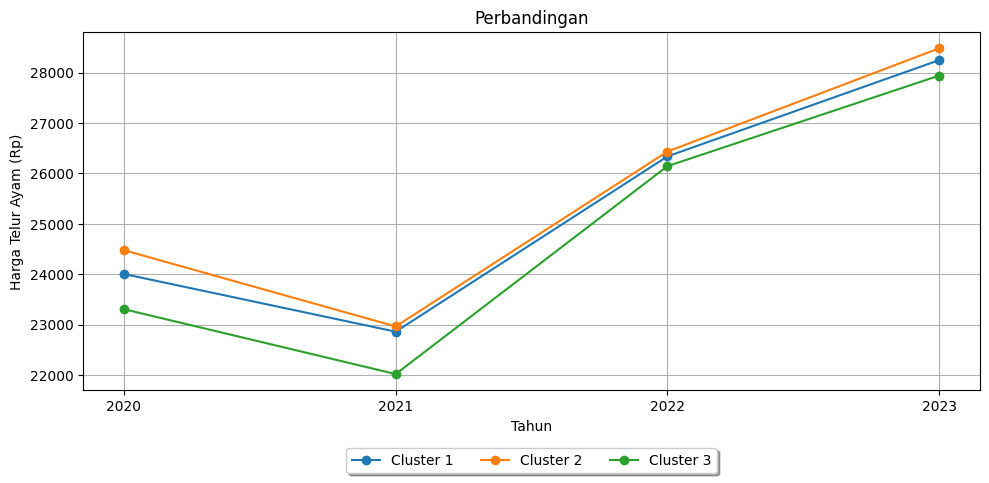 Perbandingan
Harga Telur Ayam (Rp)
28000
27000
26000
25000
24000
23000
22000
2020 2021 2022 2023
Tahun
Cluster 1 Cluster 2 Cluster 3